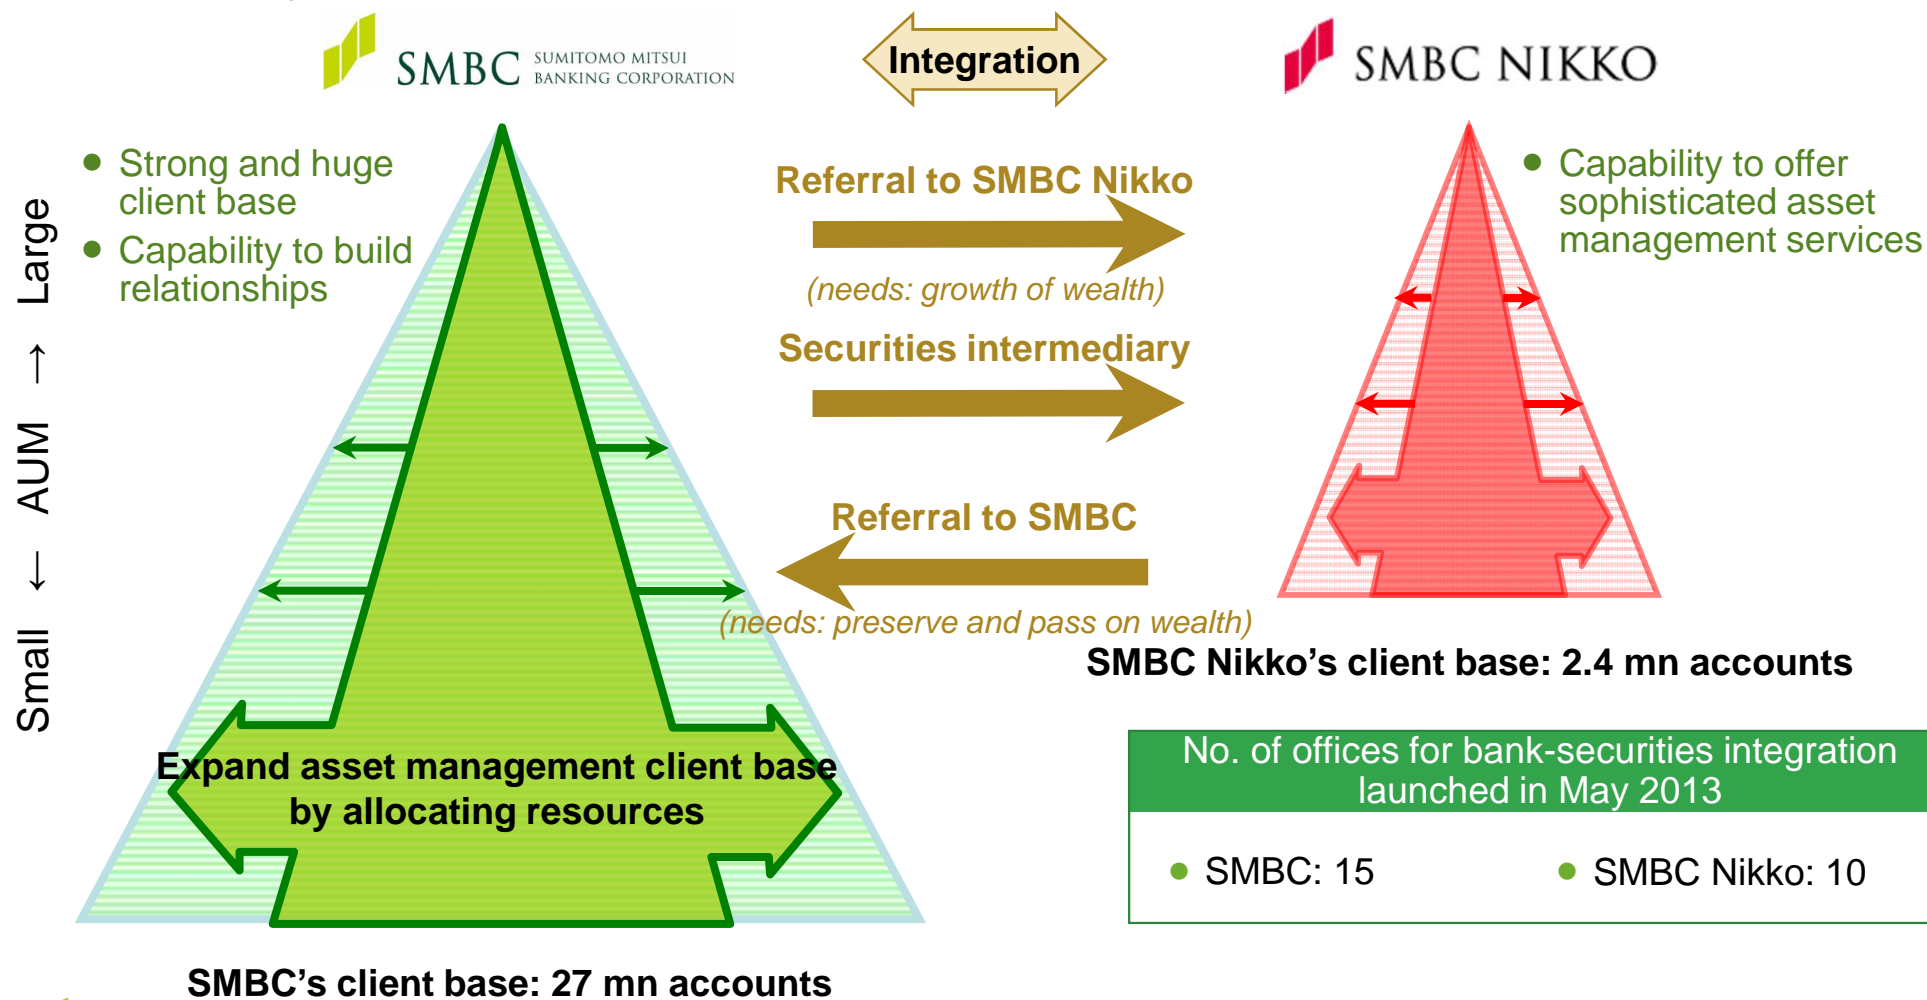 SMBC SUMITOMO MITSUI
BANKING CORPORATION
Integration
SMBC NIKKO
● Strong and huge
client base
● Capability to build
relationships
Small ← AUM → Large
Referral to SMBC Nikko
(needs: growth of wealth)
Securities intermediary
Referral to SMBC
(needs: preserve and pass on wealth)
● Capability to offer
sophisticated asset
management services
Expand asset management client base
by allocating resources
SMBC Nikko’s client base: 2.4 mn accounts
No. of offices for bank-securities integration
launched in May 2013
● SMBC: 15
● SMBC Nikko: 10
SMBC’s client base: 27 mn accounts